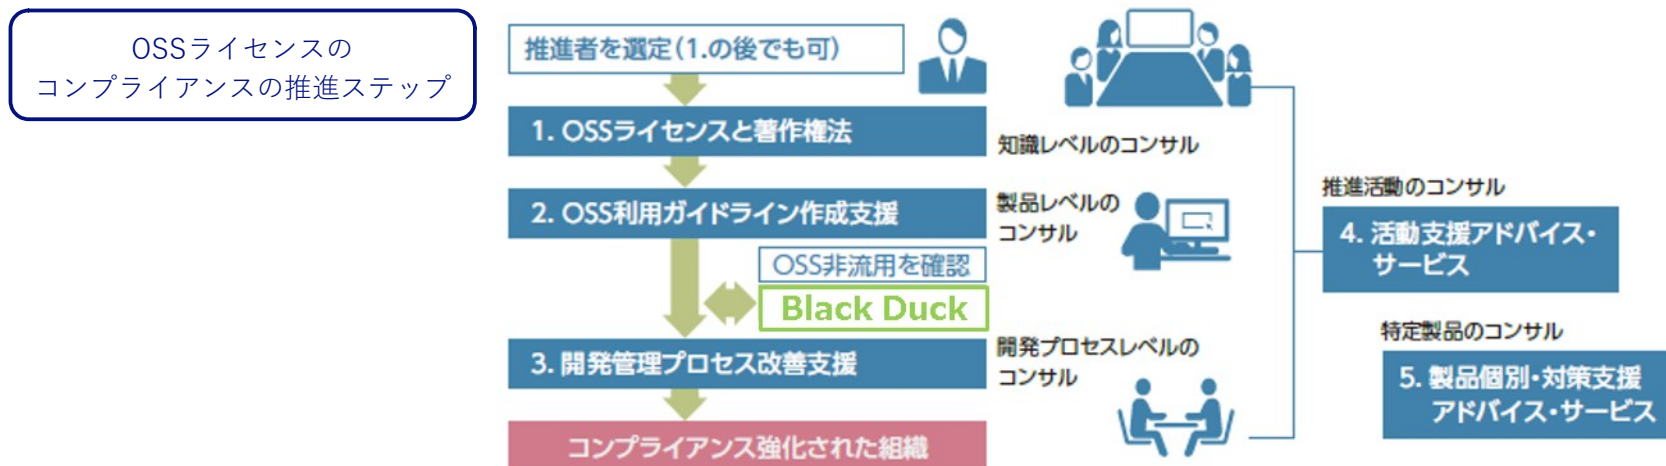 OSSライセンスの
コンプライアンスの推進ステップ
推進者を選定(1.の後でも可)
1. OSSライセンスと著作権法
知識レベルのコンサル
2. OSS利用ガイドライン作成支援
製品レベルの
コンサル
OSS非流用を確認
Black Duck
3. 開発管理プロセス改善支援
開発プロセスレベルの
コンサル
コンプライアンス強化された組織
推進活動のコンサル
4. 活動支援アドバイス・
サービス
特定製品のコンサル
5. 製品個別・対策支援
アドバイス・サービス